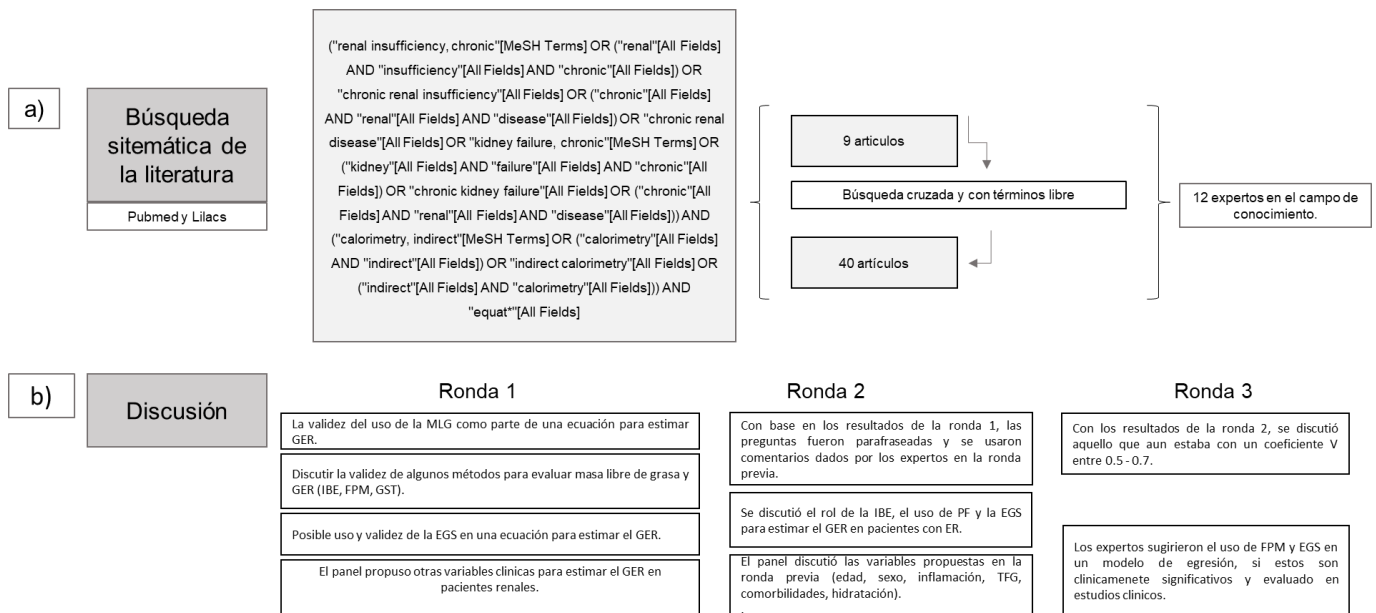 a)
Búsqueda
sitemática de
la literatura
Pubmed y Lilacs
("renal insufficiency, chronic"[MeSH Terms] OR ("renal"[All Fields]
AND "insufficiency"[All Fields] AND "chronic"[All Fields]) OR
"chronic renal insufficiency"[All Fields] OR ("chronic"[All Fields]
AND "renal"[All Fields] AND "disease"[All Fields]) OR "chronic renal
disease"[All Fields] OR "kidney failure, chronic"[MeSH Terms] OR
("kidney"[All Fields] AND "failure"[All Fields] AND "chronic"[All
Fields]) OR "chronic kidney failure"[All Fields] OR ("chronic"[All
Fields] AND "renal"[All Fields] AND "disease"[All Fields])) AND
("calorimetry, indirect"[MeSH Terms] OR ("calorimetry"[All Fields]
AND "indirect"[All Fields]) OR "indirect calorimetry"[All Fields] OR
("indirect"[All Fields] AND "calorimetry"[All Fields])) AND
"equat*"[All Fields]
9 articulos
Búsqueda cruzada y con términos libre
40 artículos
12 expertos en el campo de
conocimiento.
b)
Discusión
Ronda 1
La validez del uso de la MLG como parte de una ecuación para estimar
GER.
Discutir la validez de algunos métodos para evaluar masa libre de grasa y
GER (IBE, FPM, GST).
Posible uso y validez de la EGS en una ecuación para estimar el GER.
El panel propuso otras variables clinicas para estimar el GER en
pacientes renales.
Ronda 2
Con base en los resultados de la ronda 1, las
preguntas fueron parafraseadas y se usaron
comentarios dados por los expertos en la ronda
previa.
Se discutió el rol de la IBE, el uso de PF y la EGS
para estimar el GER en pacientes con ER.
El panel discutió las variables propuestas en la
ronda previa (edad, sexo, inflamación, TFG,
comorbilidades, hidratación).
.
Ronda 3
Con los resultados de la ronda 2, se discutió
aquello que aun estaba con un coeficiente V
entre 0.5 - 0.7.
Los expertos sugirieron el uso de FPM y EGS en
un modelo de egresión, si estos son
clinicamenete significativos y evaluado en
estudios clinicos.